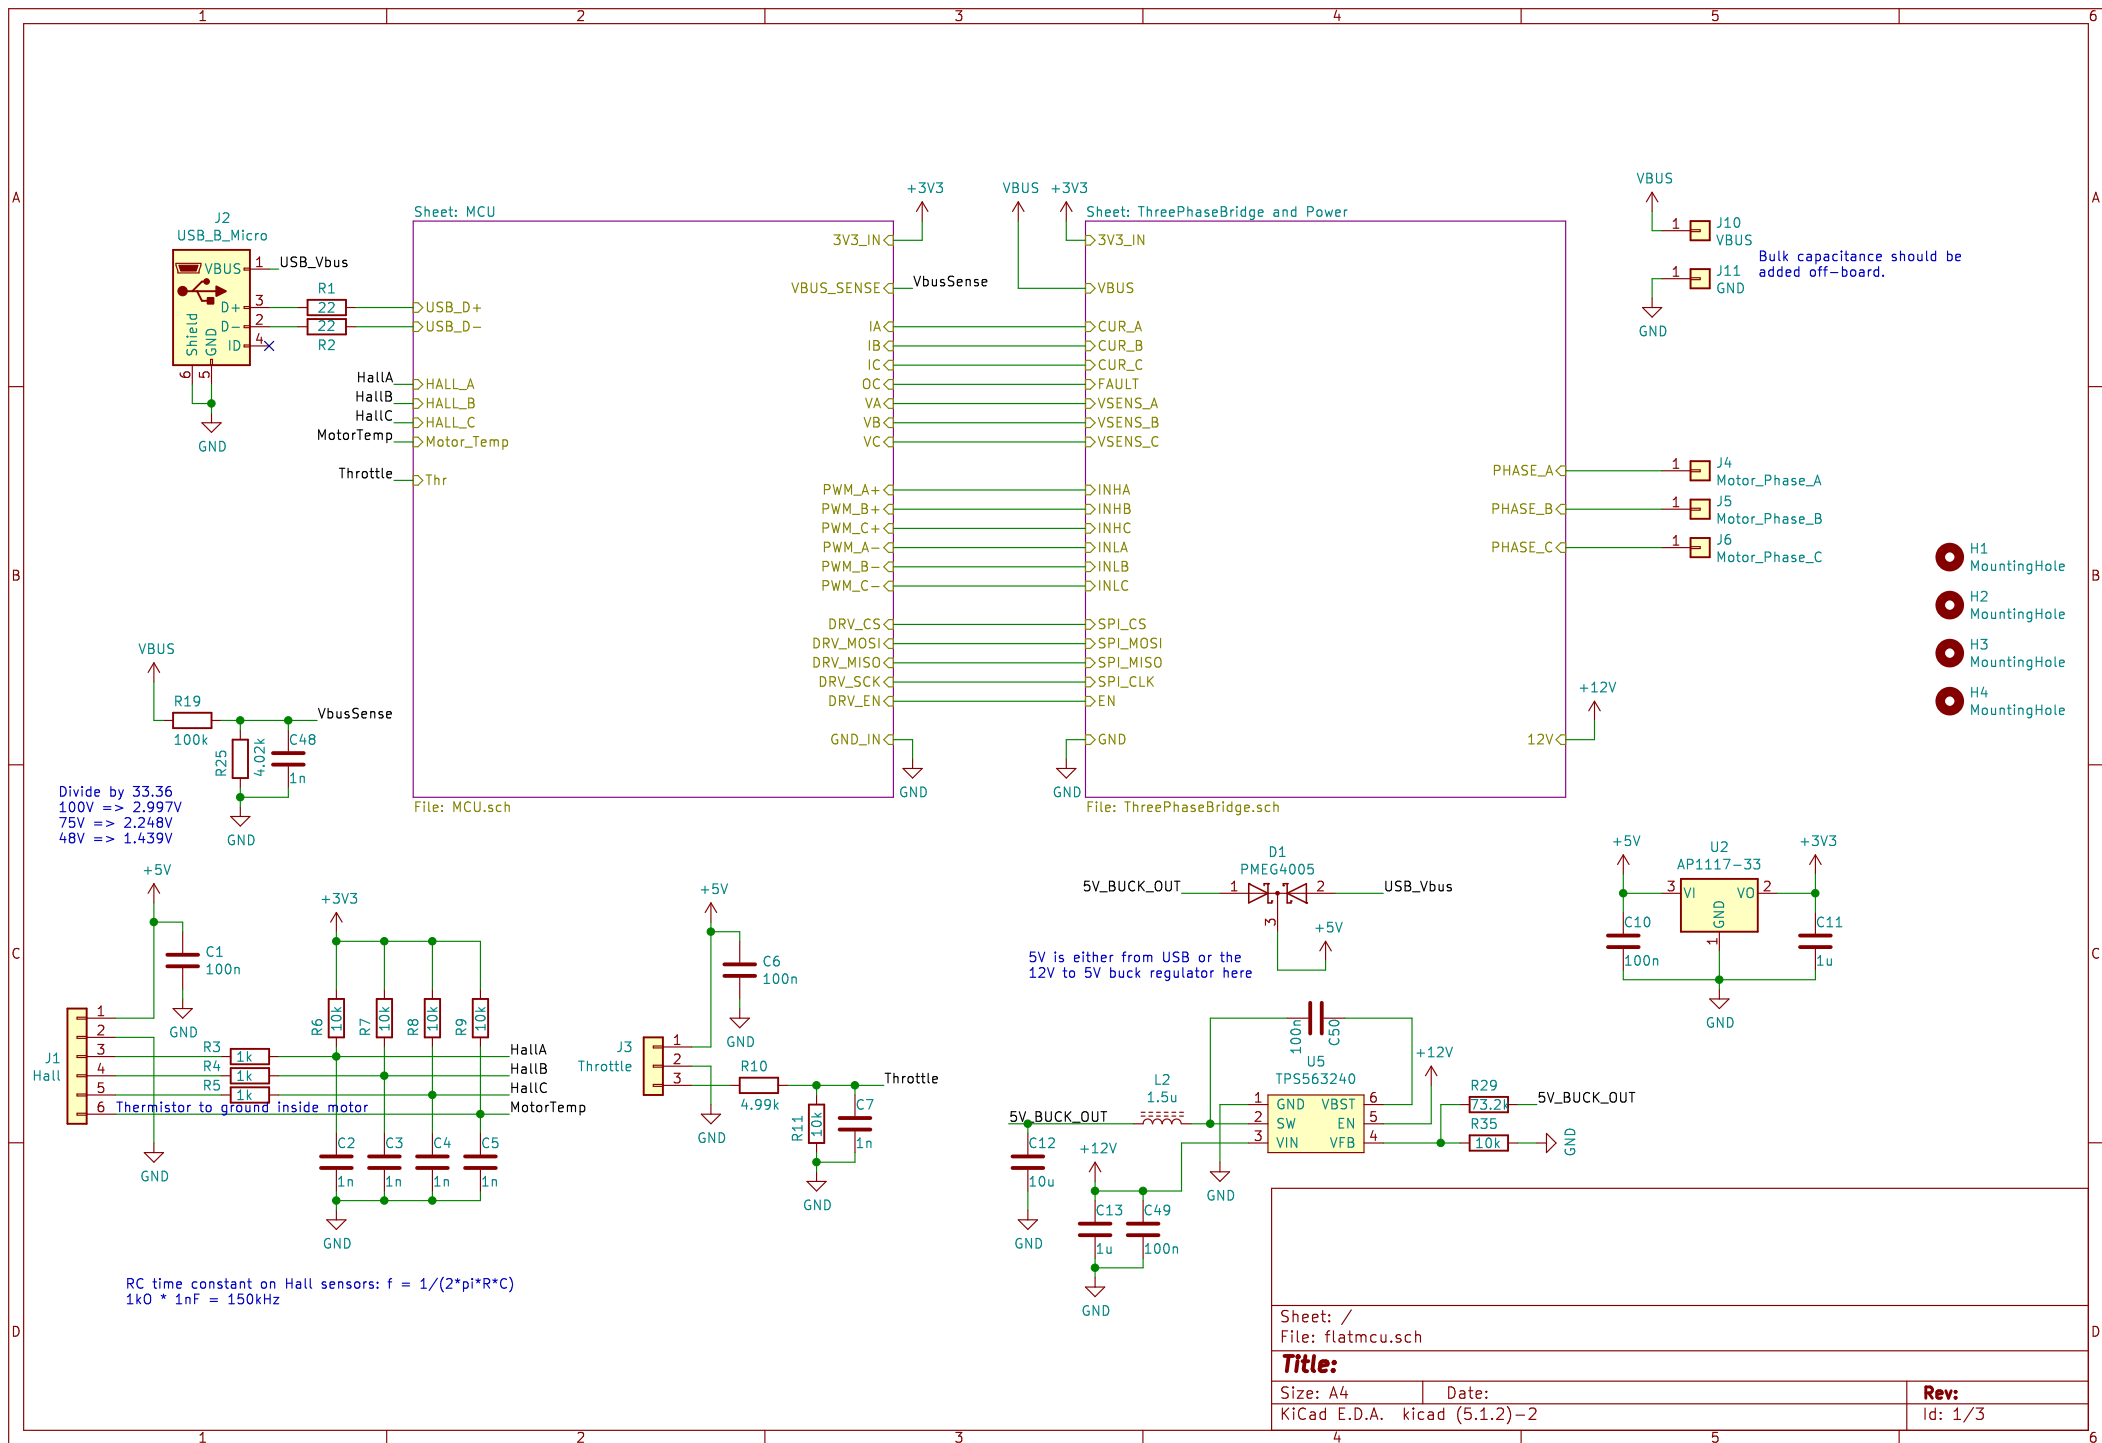 1 2 3 4 5 6
A
B
C
D
A
B
C
D
J2
USB_B_Micro
VBUS 1 USB_Vbus
D+ 3
D- 2
ID 4
Shield
GND
6 5
GND
R1
22
22
R2
HallA
HallB
HallC
MotorTemp
Throttle
Sheet: MCU
USB_D+
USB_D-
HALL_A
HALL_B
HALL_C
Motor_Temp
Thr
3V3_IN
VBUS_SENSE
IA
IB
IC
OC
VA
VB
VC
PWM_A+
PWM_B+
PWM_C+
PWM_A-
PWM_B-
PWM_C-
DRV_CS
DRV_MOSI
DRV_MISO
DRV_SCK
DRV_EN
GND_IN
File: MCU.sch
+3V3
VbusSense
GND
VBUS +3V3
Sheet: ThreePhaseBridge and Power
3V3_IN
VBUS
CUR_A
CUR_B
CUR_C
FAULT
VSENS_A
VSENS_B
VSENS_C
INHA
INHB
INHC
INLA
INLB
INLC
SPI_CS
SPI_MOSI
SPI_MISO
SPI_CLK
EN
GND
GND
PHASE_A
PHASE_B
PHASE_C
12V
+12V
File: ThreePhaseBridge.sch
VBUS
1 J10
VBUS
1 J11
GND
GND
Bulk capacitance should be
added off-board.
1 J4
Motor_Phase_A
1 J5
Motor_Phase_B
1 J6
Motor_Phase_C
H1
MountingHole
H2
MountingHole
H3
MountingHole
H4
MountingHole
VBUS
R19
100k
VbusSense
R25
4.02k
C48
1n
GND
Divide by 33.36
100V => 2.997V
75V => 2.248V
48V => 1.439V
+5V
C1
100n
GND
J1
Hall
1
2
3
4
5
6
R3
1k
R4
1k
R5
1k
Thermistor to ground inside motor
GND
+3V3
R6 10k
R7 10k
R8 10k
R9 10k
HallA
HallB
HallC
MotorTemp
C2 C3 C4 C5
1n 1n 1n 1n
GND
RC time constant on Hall sensors: f = 1/(2*pi*R*C)
1kO * 1nF = 150kHz
+5V
C6
100n
GND
J3
Throttle
1
2
3
GND
R10
4.99k
Throttle
R11
10k
C7
1n
GND
D1
PMEG4005
5V_BUCK_OUT 1 2 USB_Vbus
3
+5V
5V is either from USB or the
12V to 5V buck regulator here
100n
C50
U5
TPS563240
1 GND VBST 6
2 SW EN 5
3 VIN VFB 4
L2
1.5u
5V_BUCK_OUT
C12
10u
GND
+12V
C13
1u
C49
100n
GND
GND
+12V
R29
73.2k
5V_BUCK_OUT
R35
10k
GND
+5V
U2
AP1117-33
+3V3
3 VI VO 2
GND
1
C10
100n
C11
1u
GND
Sheet: /
File: flatmcu.sch
Title:
Size: A4 Date: Rev:
KiCad E.D.A. kicad (5.1.2)-2 Id: 1/3
1 2 3 4 5 6